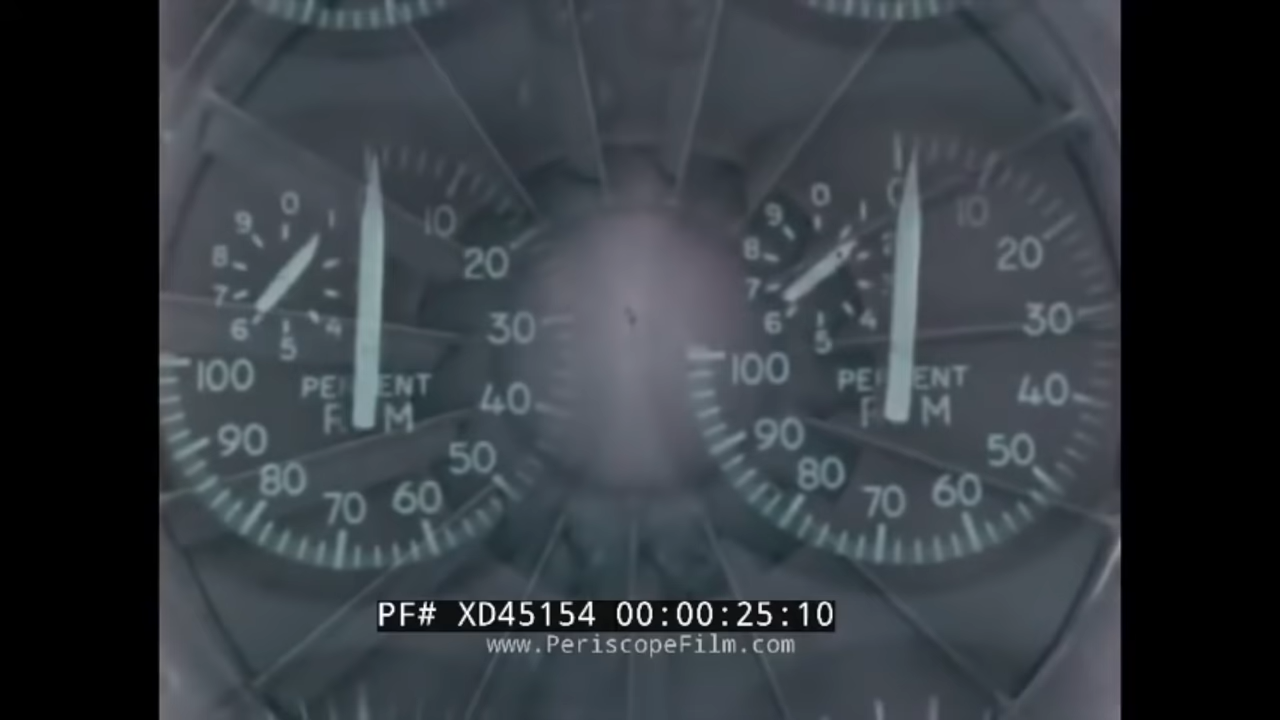 0 1 4 5 6 7 8 9
10 20 30 40 50 60 70 80 90 100
PERCENT
RPM
0 1 2 4 5 6 7 8 9
0 10 20 30 40 50 60 70 80 90 100
PERCENT
RPM
PF# XD45154 00:00:25:10
www.PeriscopeFilm.com